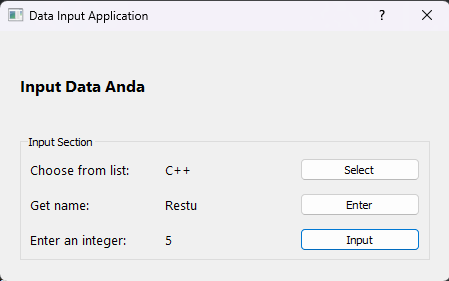 Data Input Application ?
Input Data Anda
Input Section
Choose from list: C++ Select
Get name: Restu Enter
Enter an integer: 5 Input